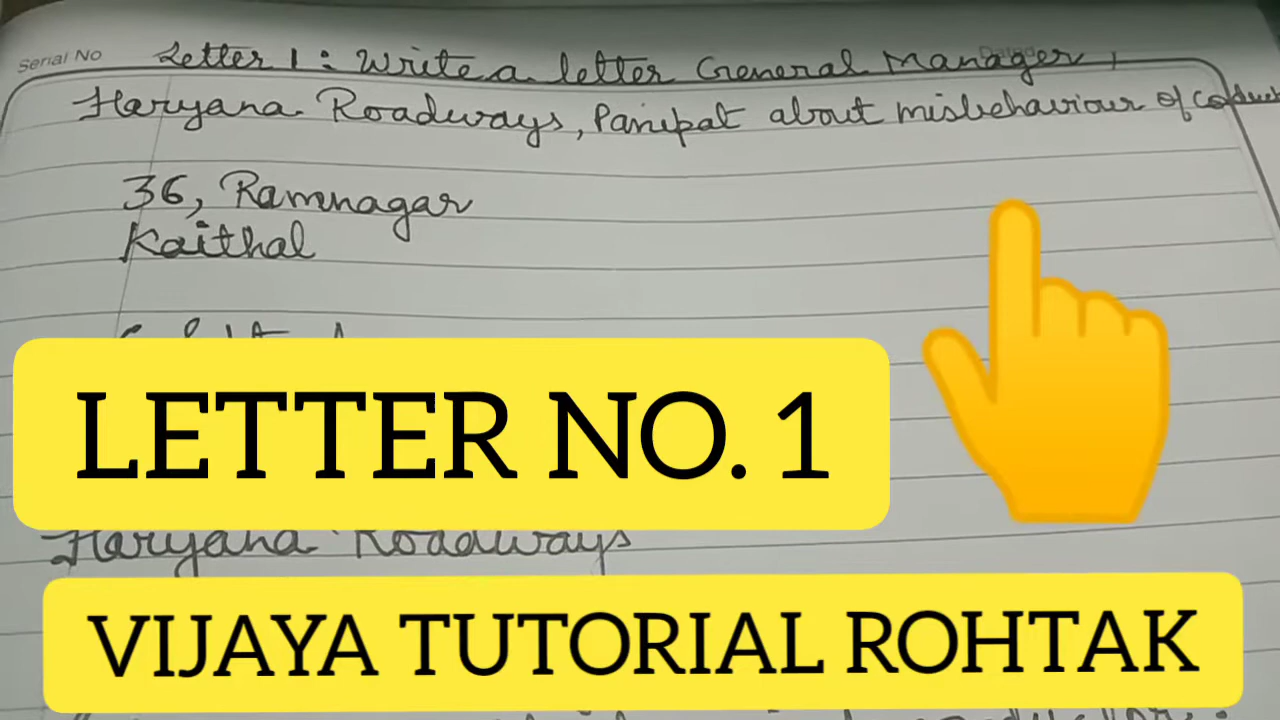 Serial No
Letter 1: Write a letter General Manager,
Haryana Roadways, Panipat about misbehaviour of conduct
36, Ramnagar
Kaithal
LETTER NO. 1
Haryana Roadways
VIJAYA TUTORIAL ROHTAK